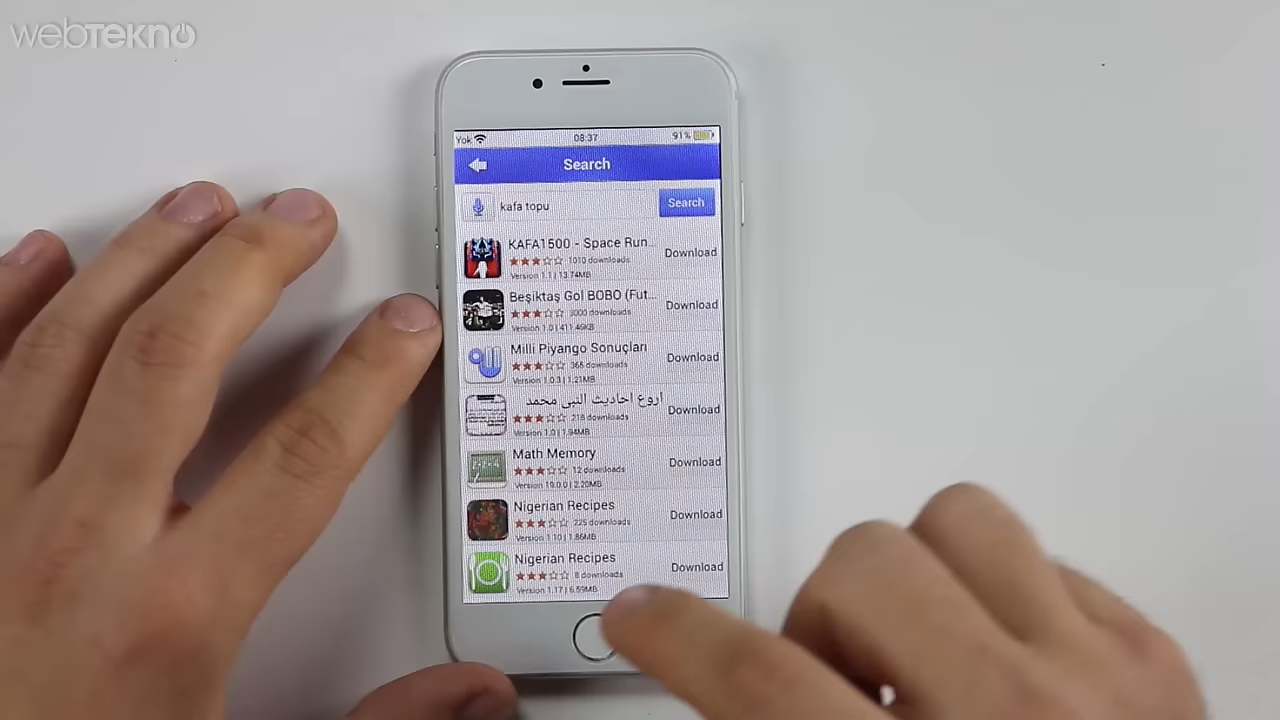 webTEKNO
Yok 08:37 91%
Search
kafa topu Search
KAFA1500 - Space Run...
1010 downloads
Version 1.1 | 13.74MB
Download
Beşiktaş Gol BOBO (Fut...
3000 downloads
Version 1.0 | 411.46KB
Download
Milli Piyango Sonuçları
365 downloads
Version 1.0.3 | 1.21MB
Download
اروع احاديث النبي محمد
218 downloads
Version 1.0 | 1.94MB
Download
Math Memory
12 downloads
Version 19.0.0 | 2.20MB
Download
Nigerian Recipes
225 downloads
Version 1.10 | 1.86MB
Download
Nigerian Recipes
8 downloads
Version 1.17 | 6.59MB
Download